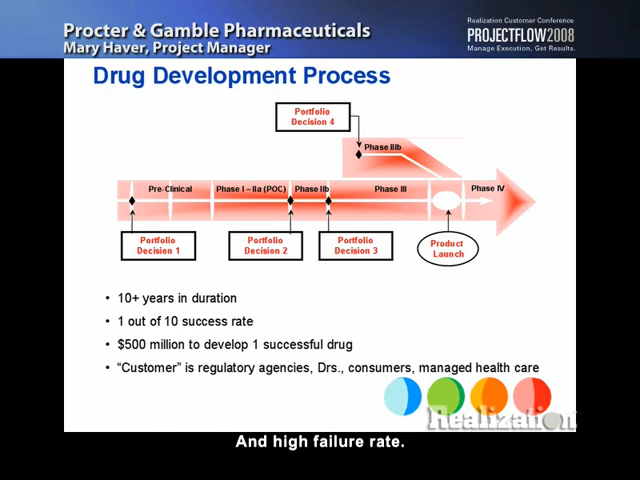 Procter & Gamble Pharmaceuticals
Mary Haver, Project Manager
Realization Customer Conference
PROJECTFLOW2008
Manage Execution, Get Results.
Drug Development Process
Portfolio
Decision 4
Phase IIIb
Pre-Clinical
Phase I – IIa (POC)
Phase IIb
Phase III
Phase IV
Portfolio
Decision 1
Portfolio
Decision 2
Portfolio
Decision 3
Product
Launch
• 10+ years in duration
• 1 out of 10 success rate
• $500 million to develop 1 successful drug
• “Customer” is regulatory agencies, Drs., consumers, managed health care
Realization
And high failure rate.